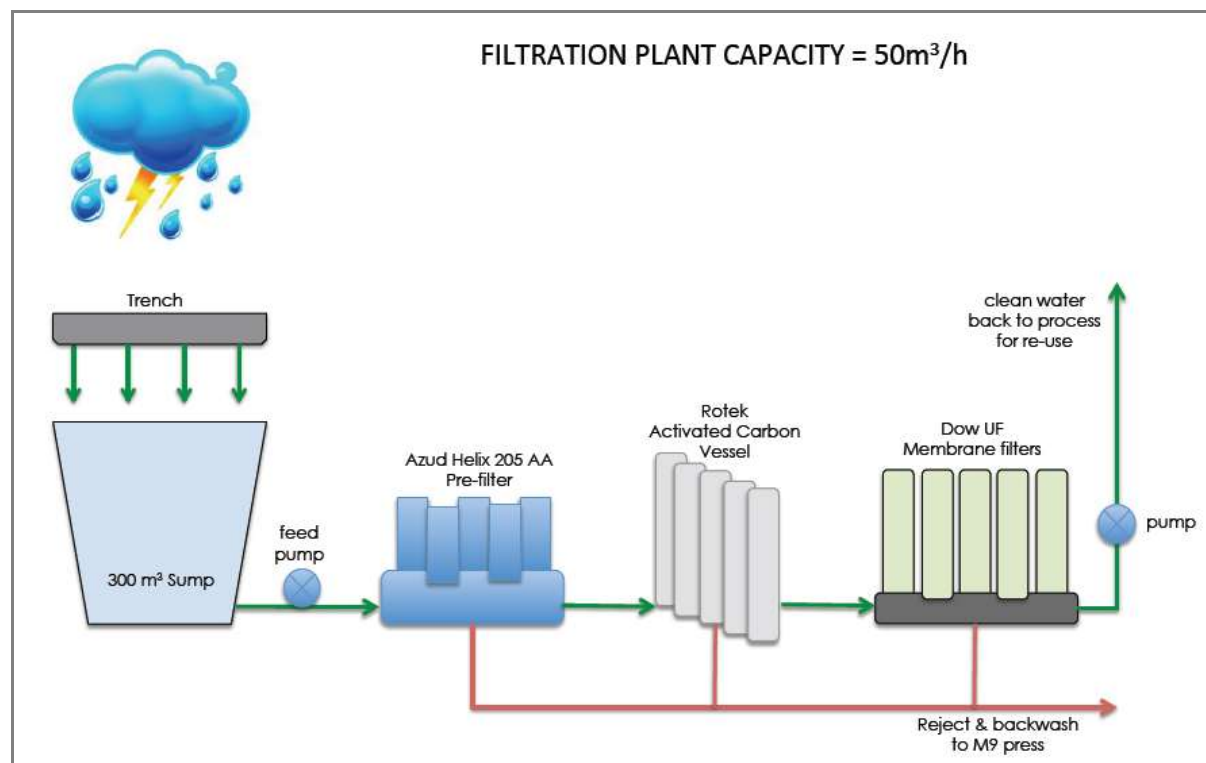 FILTRATION PLANT CAPACITY = 50m³/h
Trench
clean water
back to process
for re-use
Rotek
Activated Carbon
Vessel
Dow UF
Membrane filters
Azud Helix 205 AA
Pre-filter
feed
pump
pump
300 m³ Sump
Reject & backwash
to M9 press